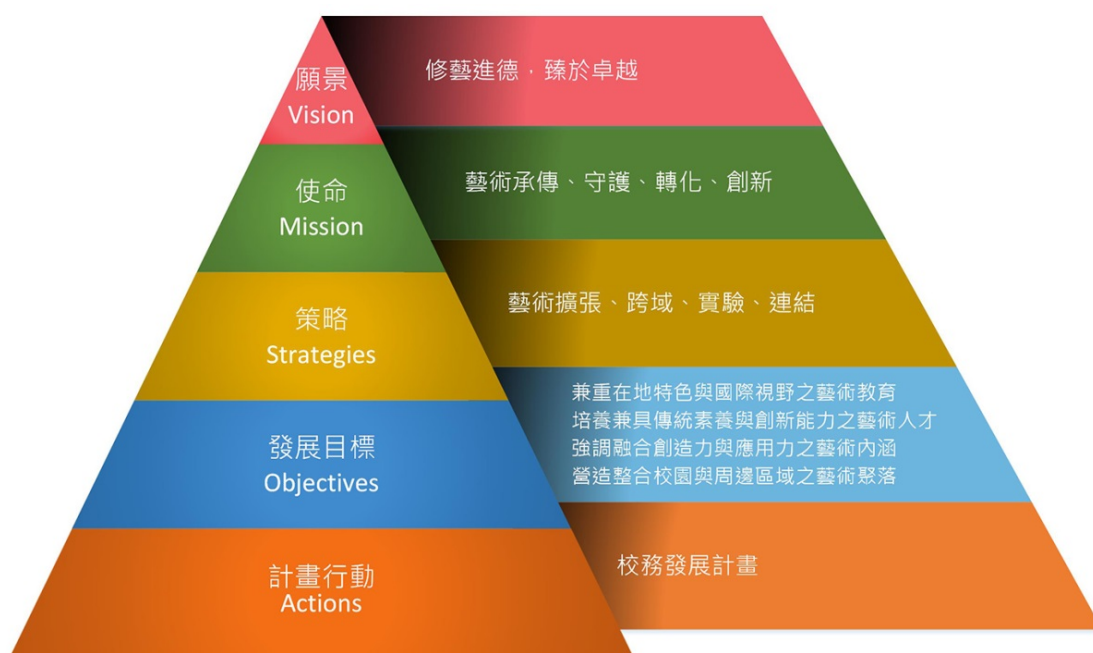 願景
Vision
修藝進德，臻於卓越
使命
Mission
藝術承傳、守護、轉化、創新
策略
Strategies
藝術擴張、跨域、實驗、連結
發展目標
Objectives
兼重在地特色與國際視野之藝術教育
培養兼具傳統素養與創新能力之藝術人才
強調融合創造力與應用力之藝術內涵
營造整合校園與周邊區域之藝術聚落
計畫行動
Actions
校務發展計畫